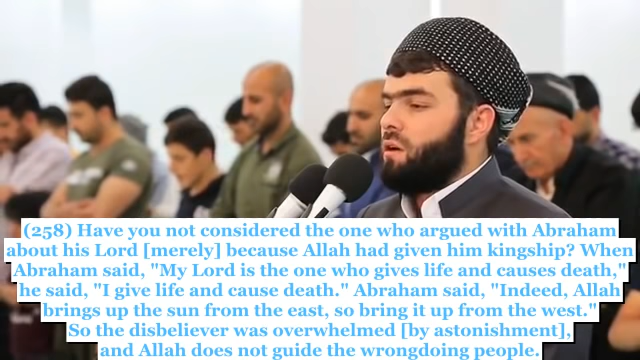 (258) Have you not considered the one who argued with Abraham
about his Lord [merely] because Allah had given him kingship? When
Abraham said, "My Lord is the one who gives life and causes death,"
he said, "I give life and cause death." Abraham said, "Indeed, Allah
brings up the sun from the east, so bring it up from the west."
So the disbeliever was overwhelmed [by astonishment],
and Allah does not guide the wrongdoing people.